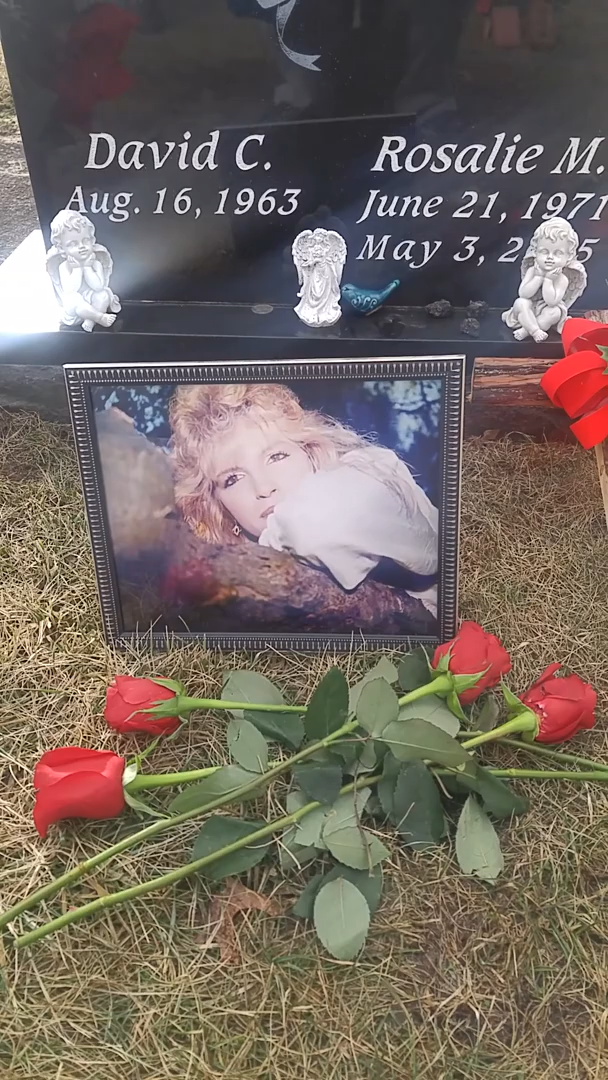 David C.
Aug. 16, 1963
Rosalie M.
June 21, 1971
May 3,